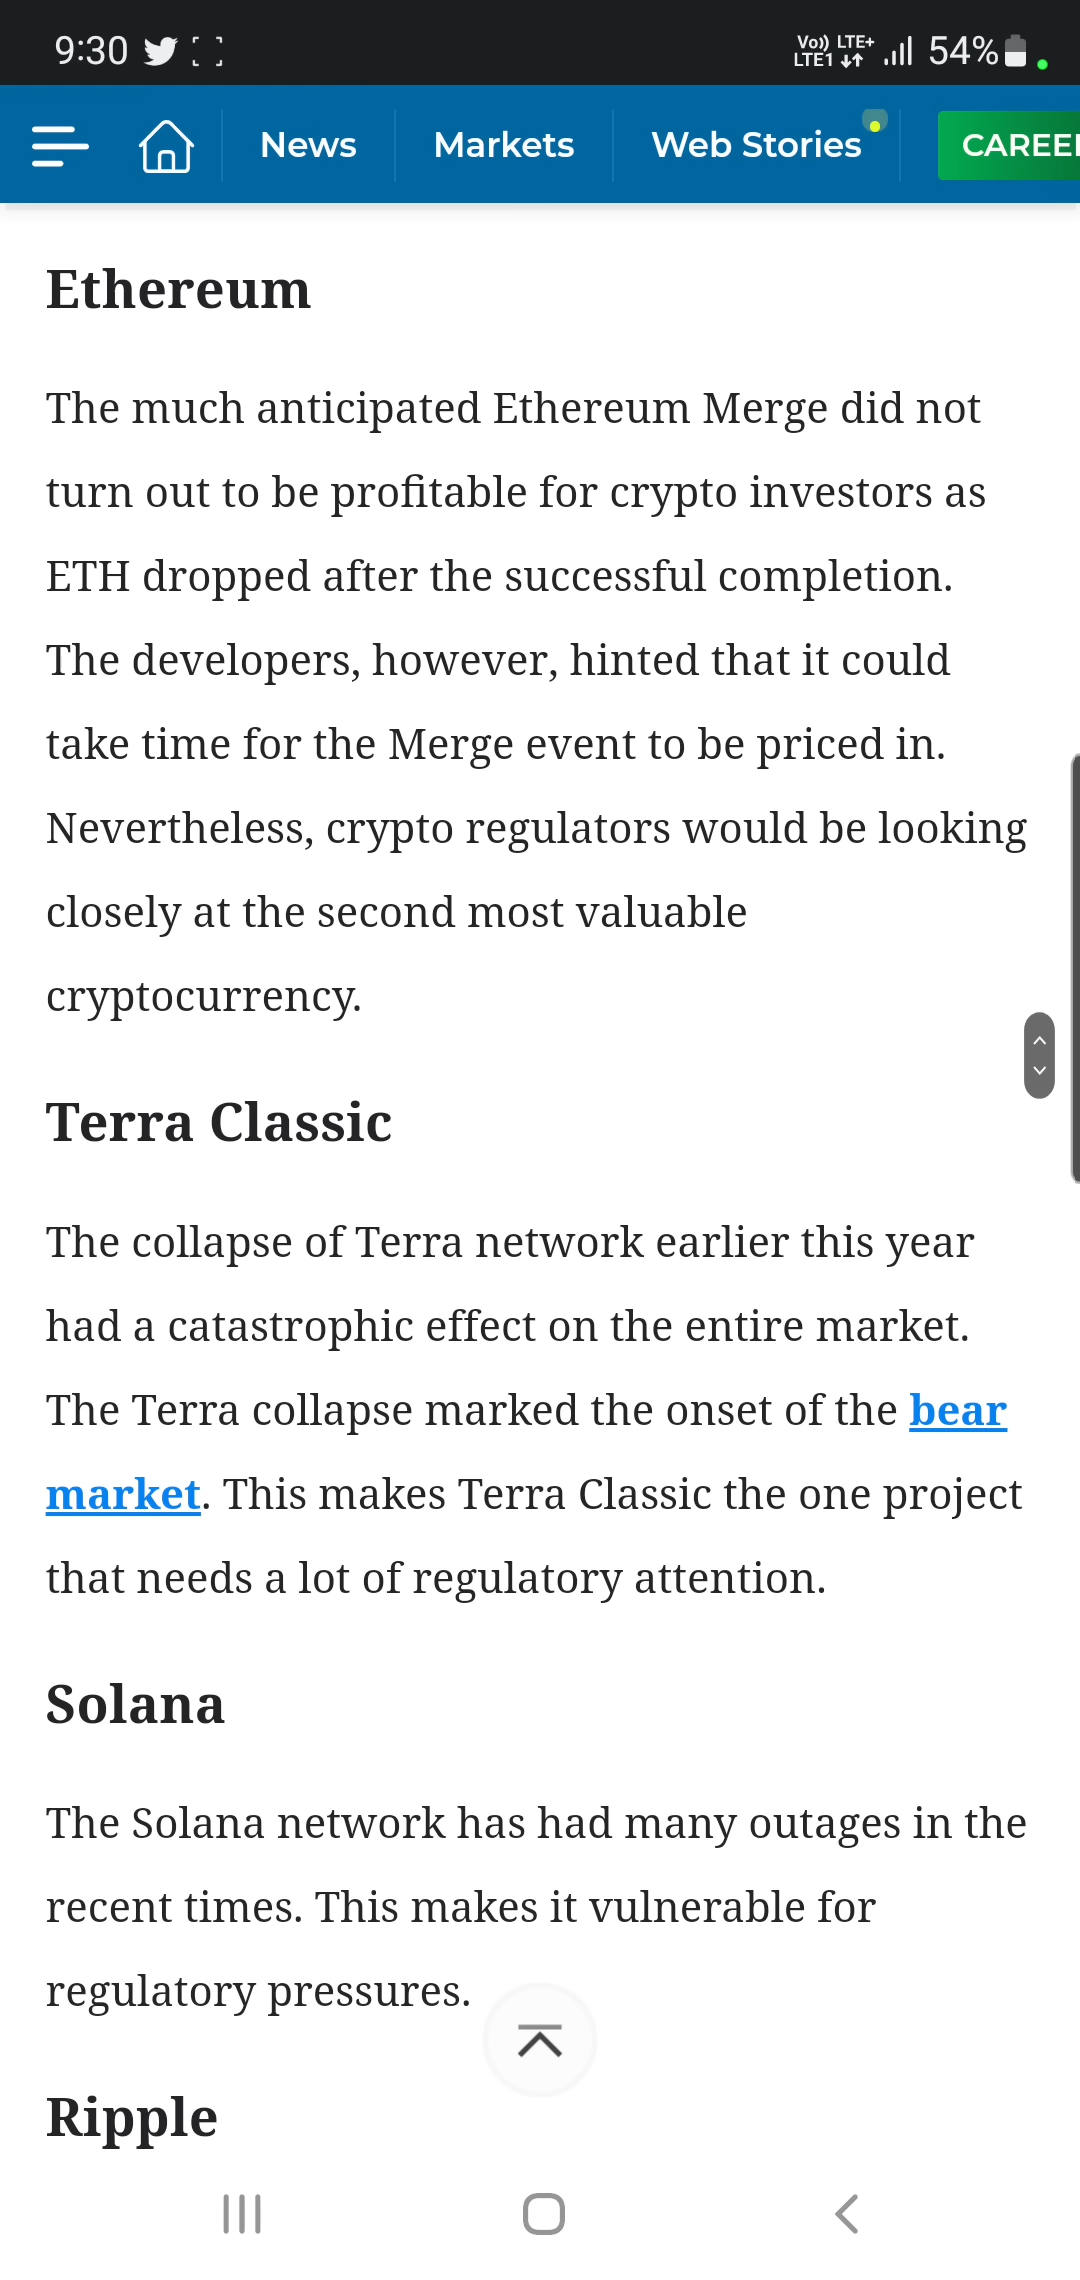 9:30 Vo)) LTE+ LTE1 54%
News Markets Web Stories CAREE
Ethereum
The much anticipated Ethereum Merge did not
turn out to be profitable for crypto investors as
ETH dropped after the successful completion.
The developers, however, hinted that it could
take time for the Merge event to be priced in.
Nevertheless, crypto regulators would be looking
closely at the second most valuable
cryptocurrency.
Terra Classic
The collapse of Terra network earlier this year
had a catastrophic effect on the entire market.
The Terra collapse marked the onset of the bear
market. This makes Terra Classic the one project
that needs a lot of regulatory attention.
Solana
The Solana network has had many outages in the
recent times. This makes it vulnerable for
regulatory pressures.
Ripple